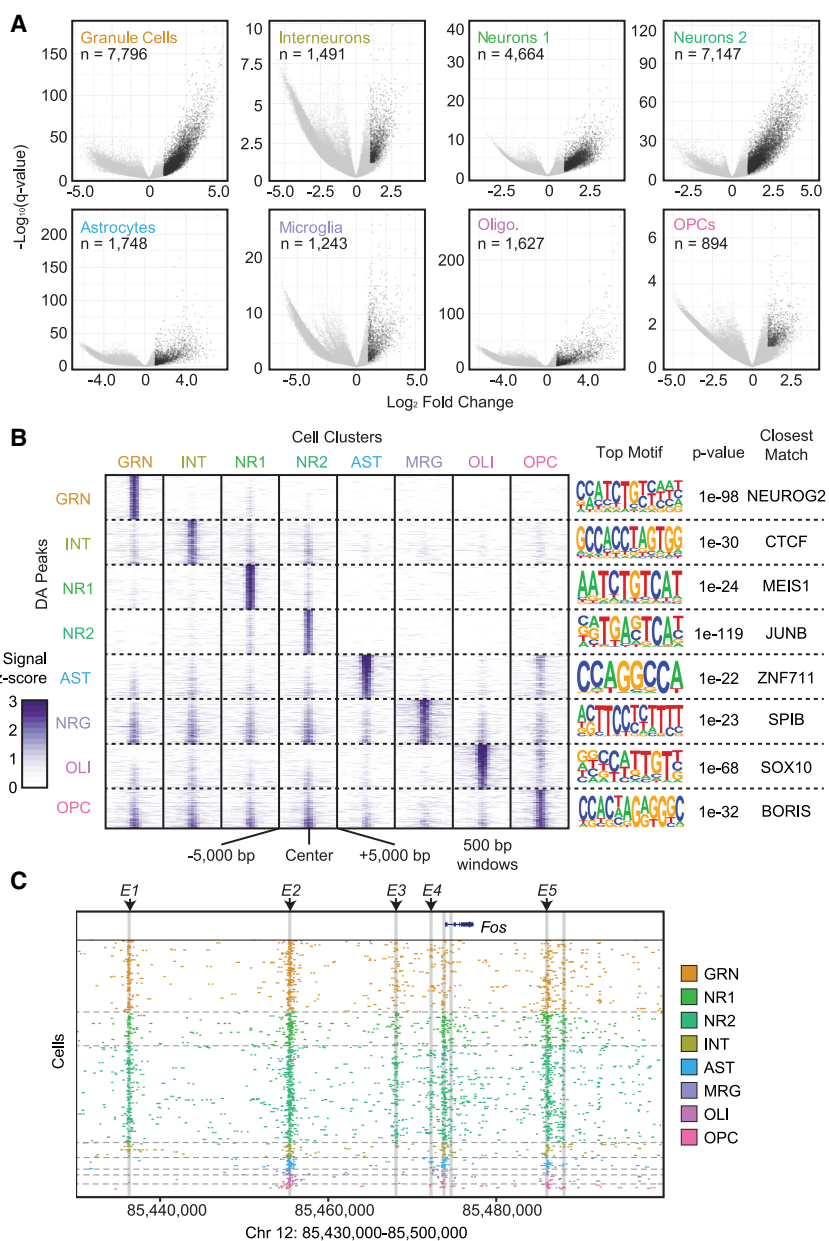 A
Granule Cells
n = 7,796
Interneurons
n = 1,491
Neurons 1
n = 4,664
Neurons 2
n = 7,147
150
100
50
0
-5.0
0
5.0
10
7.5
5
2.5
0
-5.0
-2.5
0
2.5
40
30
20
10
0
-2.5
0
2.5
120
90
60
30
0
-2.5
0
2.5
5.0
-Log10(q-value)
Astrocytes
n = 1,748
Microglia
n = 1,243
Oligo.
n = 1,627
OPCs
n = 894
200
150
100
50
0
-4.0
0
4.0
20
10
0
-5.0
-2.5
0
2.5
200
100
0
-5.0
0
5.0
6
4
2
0
-5.0
-2.5
0
2.5
Log2 Fold Change
B
Cell Clusters
Top Motif p-value Closest Match
GRN INT NR1 NR2 AST MRG OLI OPC
DA Peaks
GRN 1e-98 NEUROG2
INT GCCACCTAGTGG 1e-30 CTCF
NR1 AATCTGTCAT 1e-24 MEIS1
NR2 1e-119 JUNB
AST CCAGGCCA 1e-22 ZNF711
NRG 1e-23 SPIB
OLI 1e-68 SOX10
OPC 1e-32 BORIS
Signal
z-score
3
2
1
0
-5,000 bp Center +5,000 bp 500 bp
windows
C
E1 E2 E3 E4 E5
Fos
Cells
GRN
NR1
NR2
INT
AST
MRG
OLI
OPC
85,440,000 85,460,000 85,480,000
Chr 12: 85,430,000-85,500,000